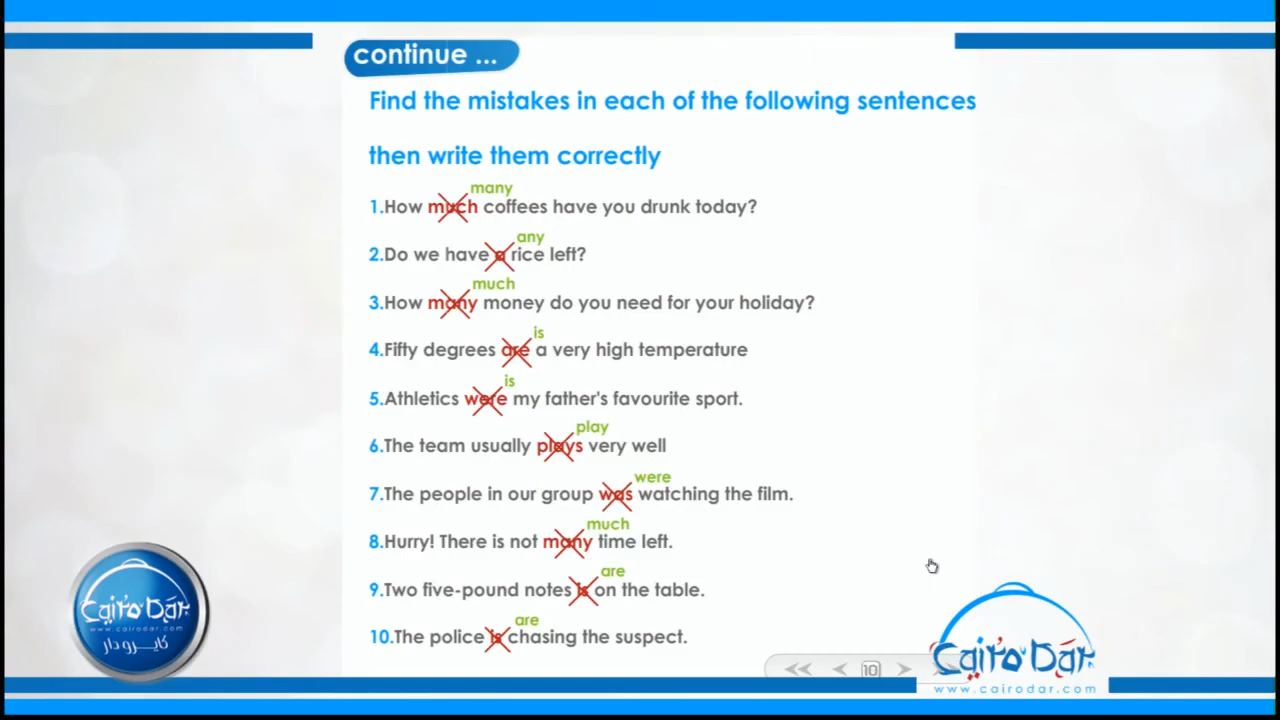 continue ...
Find the mistakes in each of the following sentences
then write them correctly
many
1.How much coffees have you drunk today?
any
2.Do we have a rice left?
much
3.How many money do you need for your holiday?
is
4.Fifty degrees are a very high temperature
is
5.Athletics were my father's favourite sport.
play
6.The team usually plays very well
were
7.The people in our group was watching the film.
much
8.Hurry! There is not many time left.
are
9.Two five-pound notes is on the table.
are
10.The police is chasing the suspect.
Cairo Dar
www.cairodar.com
كايرودار
10
Cairo Dar
www.cairodar.com